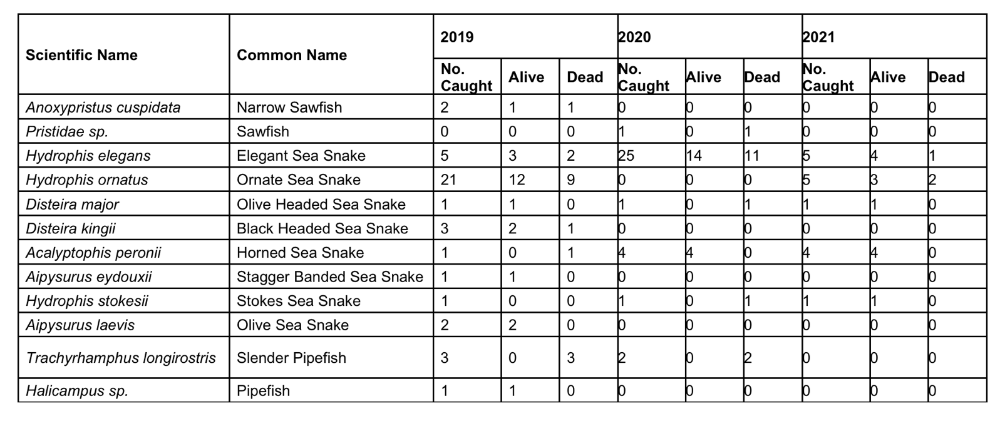 Scientific Name Common Name 2019 2020 2021
No. Caught Alive Dead No. Caught Alive Dead No. Caught Alive Dead
Anoxypristus cuspidata Narrow Sawfish 2 1 1 0 0 0 0 0 0
Pristidae sp. Sawfish 0 0 0 1 0 1 0 0 0
Hydrophis elegans Elegant Sea Snake 5 3 2 25 14 11 5 4 1
Hydrophis ornatus Ornate Sea Snake 21 12 9 0 0 0 5 3 2
Disteira major Olive Headed Sea Snake 1 1 0 1 0 1 1 1 0
Disteira kingii Black Headed Sea Snake 3 2 1 0 0 0 0 0 0
Acalyptophis peronii Horned Sea Snake 1 0 1 4 4 0 4 4 0
Aipysurus eydouxii Stagger Banded Sea Snake 1 1 0 0 0 0 0 0 0
Hydrophis stokesii Stokes Sea Snake 1 0 0 1 0 1 1 1 0
Aipysurus laevis Olive Sea Snake 2 2 0 0 0 0 0 0 0
Trachyrhamphus longirostris Slender Pipefish 3 0 3 2 0 2 0 0 0
Halicampus sp. Pipefish 1 1 0 0 0 0 0 0 0